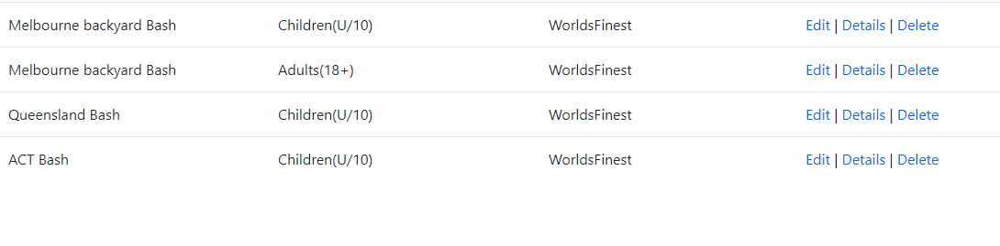 Melbourne backyard Bash Children(U/10) WorldsFinest Edit | Details | Delete
Melbourne backyard Bash Adults(18+) WorldsFinest Edit | Details | Delete
Queensland Bash Children(U/10) WorldsFinest Edit | Details | Delete
ACT Bash Children(U/10) WorldsFinest Edit | Details | Delete